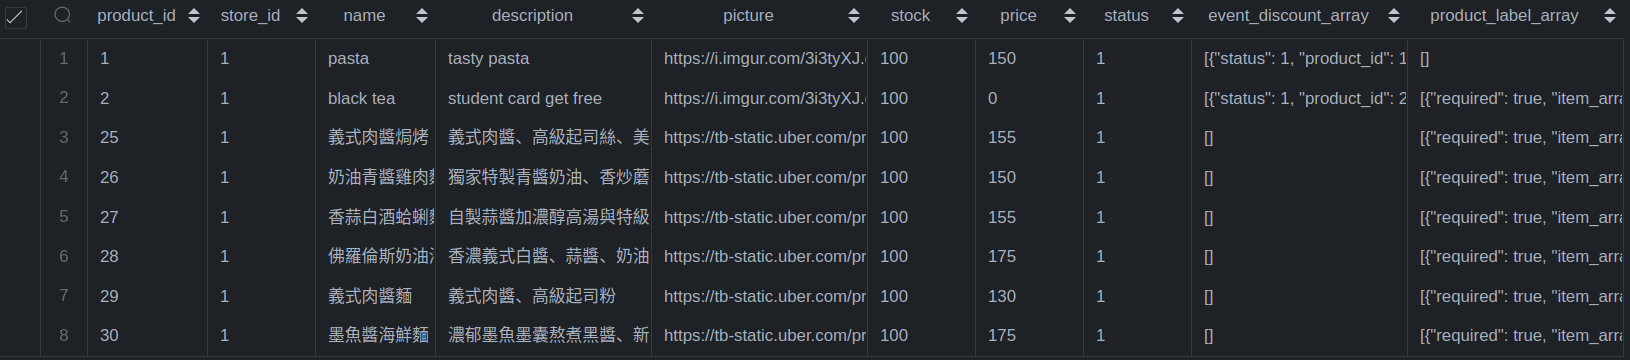 product_id store_id name description picture stock price status event_discount_array product_label_array
1 1 1 pasta tasty pasta https://i.imgur.com/3i3tyXJ. 100 150 1 [{"status": 1, "product_id": 1 []
2 2 1 black tea student card get free https://i.imgur.com/3i3tyXJ. 100 0 1 [{"status": 1, "product_id": 2 [{"required": true, "item_arra
3 25 1 義式肉醬焗烤 義式肉醬、高級起司絲、美 https://tb-static.uber.com/pr 100 155 1 [] [{"required": true, "item_arra
4 26 1 奶油青醬雞肉 獨家特製青醬奶油、香炒蘑 https://tb-static.uber.com/pr 100 150 1 [] [{"required": true, "item_arra
5 27 1 香蒜白酒蛤蜊 自製蒜醬加濃醇高湯與特級 https://tb-static.uber.com/pr 100 155 1 [] [{"required": true, "item_arra
6 28 1 佛羅倫斯奶油 香濃義式白醬、蒜醬、奶油 https://tb-static.uber.com/pr 100 175 1 [] [{"required": true, "item_arra
7 29 1 義式肉醬麵 義式肉醬、高級起司粉 https://tb-static.uber.com/pr 100 130 1 [] [{"required": true, "item_arra
8 30 1 墨魚醬海鮮麵 濃郁墨魚墨囊熬煮黑醬、新 https://tb-static.uber.com/pr 100 175 1 [] [{"required": true, "item_arra